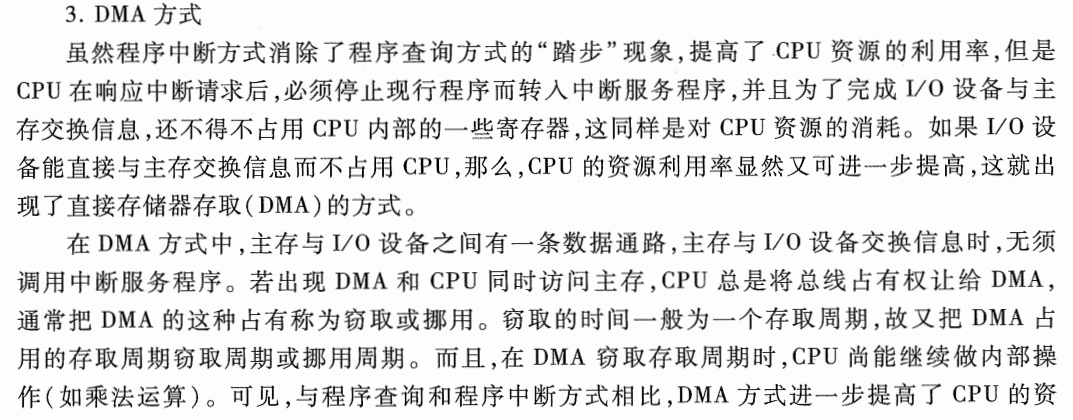 3. DMA 方式
虽然程序中断方式消除了程序查询方式的“踏步”现象,提高了 CPU 资源的利用率,但是
CPU 在响应中断请求后,必须停止现行程序而转入中断服务程序,并且为了完成 I/O 设备与主
存交换信息,还不得不占用 CPU 内部的一些寄存器,这同样是对 CPU 资源的消耗。如果 I/O 设
备能直接与主存交换信息而不占用 CPU,那么,CPU 的资源利用率显然又可进一步提高,这就出
现了直接存储器存取(DMA)的方式。
在 DMA 方式中,主存与 I/O 设备之间有一条数据通路,主存与 I/O 设备交换信息时,无须
调用中断服务程序。若出现 DMA 和 CPU 同时访问主存,CPU 总是将总线占有权让给 DMA,
通常把 DMA 的这种占有称为窃取或挪用。窃取的时间一般为一个存取周期,故又把 DMA 占
用的存取周期窃取周期或挪用周期。而且,在 DMA 窃取存取周期时,CPU 尚能继续做内部操
作(如乘法运算)。可见,与程序查询和程序中断方式相比,DMA 方式进一步提高了 CPU 的资